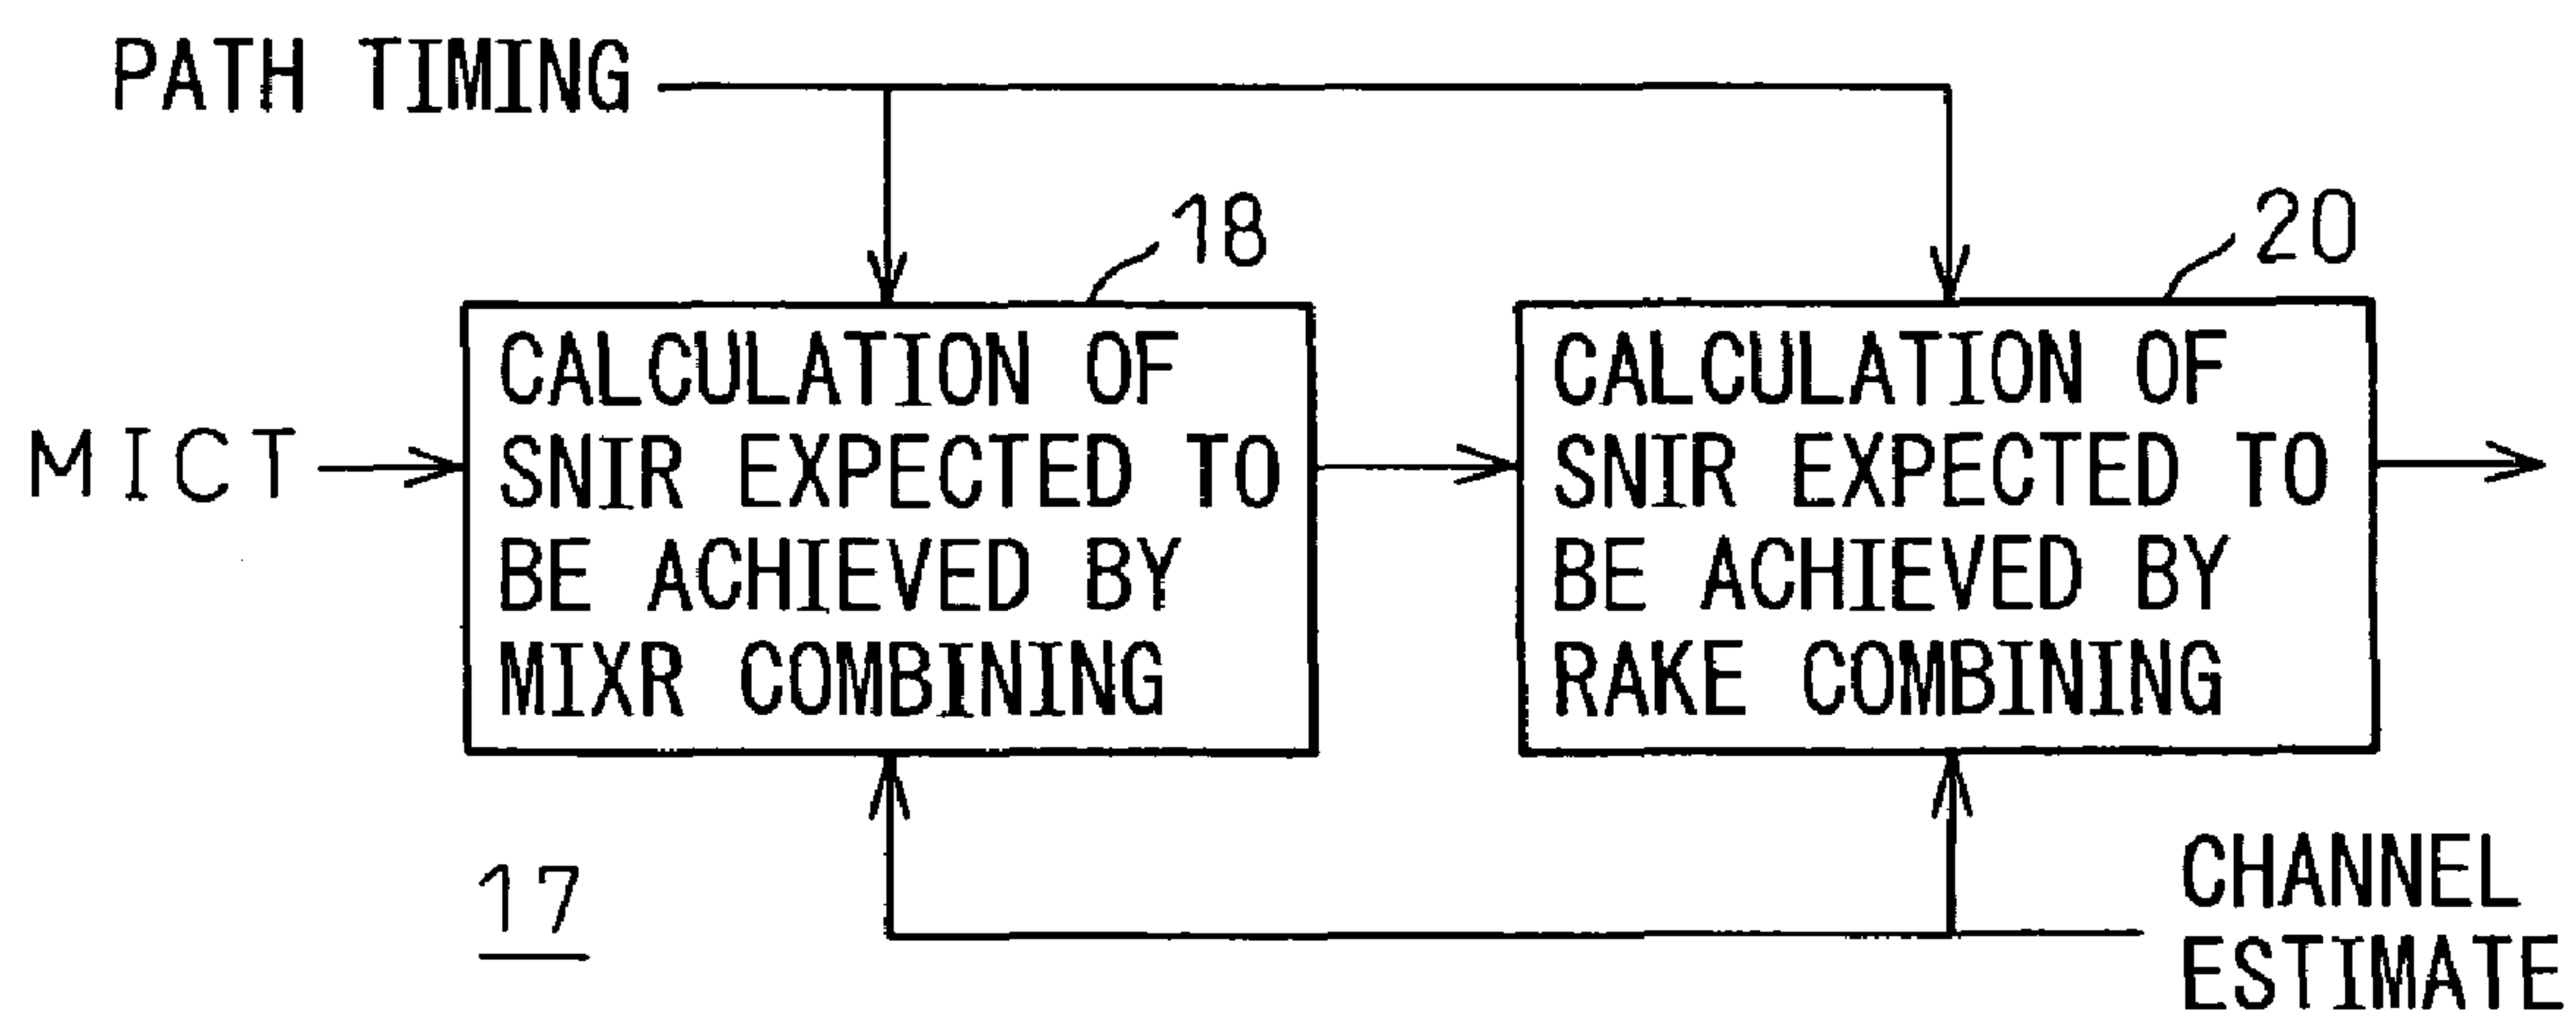 PATH TIMING
18
20
CALCULATION OF
SNIR EXPECTED TO
BE ACHIEVED BY
MIXR COMBINING
CALCULATION OF
SNIR EXPECTED TO
BE ACHIEVED BY
RAKE COMBINING
MICT
17
CHANNEL
ESTIMATE